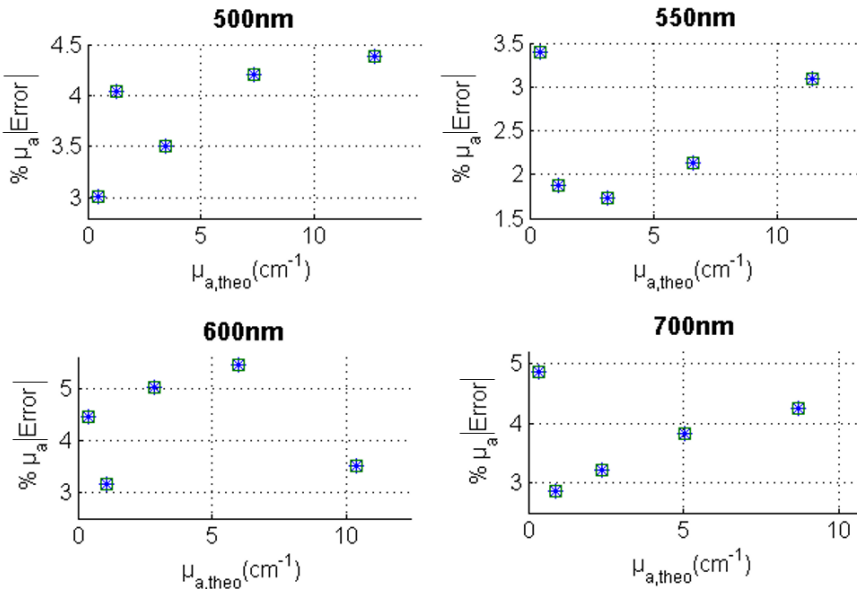 500nm
4.5
4
3.5
3
% μa|Error|
0 5 10
μa,theo(cm-1)
550nm
3.5
3
2.5
2
1.5
% μa|Error|
0 5 10
μa,theo(cm-1)
600nm
5
4
3
% μa|Error|
0 5 10
μa,theo(cm-1)
700nm
5
4
3
% μa|Error|
0 5 10
μa,theo(cm-1)